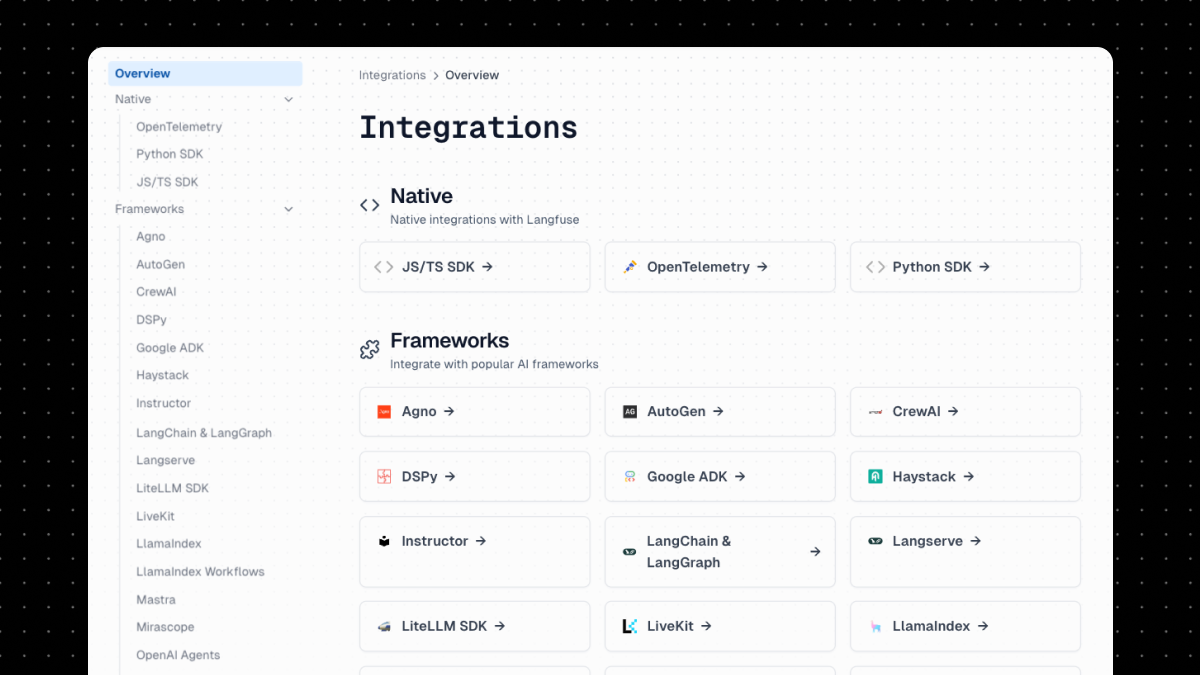 Overview
Native
OpenTelemetry
Python SDK
JS/TS SDK
Frameworks
Agno
AutoGen
CrewAI
DSPy
Google ADK
Haystack
Instructor
LangChain & LangGraph
Langserve
LiteLLM SDK
LiveKit
LlamaIndex
LlamaIndex Workflows
Mastra
Mirascope
OpenAI Agents
Integrations > Overview
Integrations
Native
Native integrations with Langfuse
JS/TS SDK →
OpenTelemetry →
Python SDK →
Frameworks
Integrate with popular AI frameworks
Agno →
AG AutoGen →
CrewAI →
DSPy →
Google ADK →
Haystack →
Instructor →
LangChain &
LangGraph →
Langserve →
LiteLLM SDK →
LiveKit →
LlamaIndex →